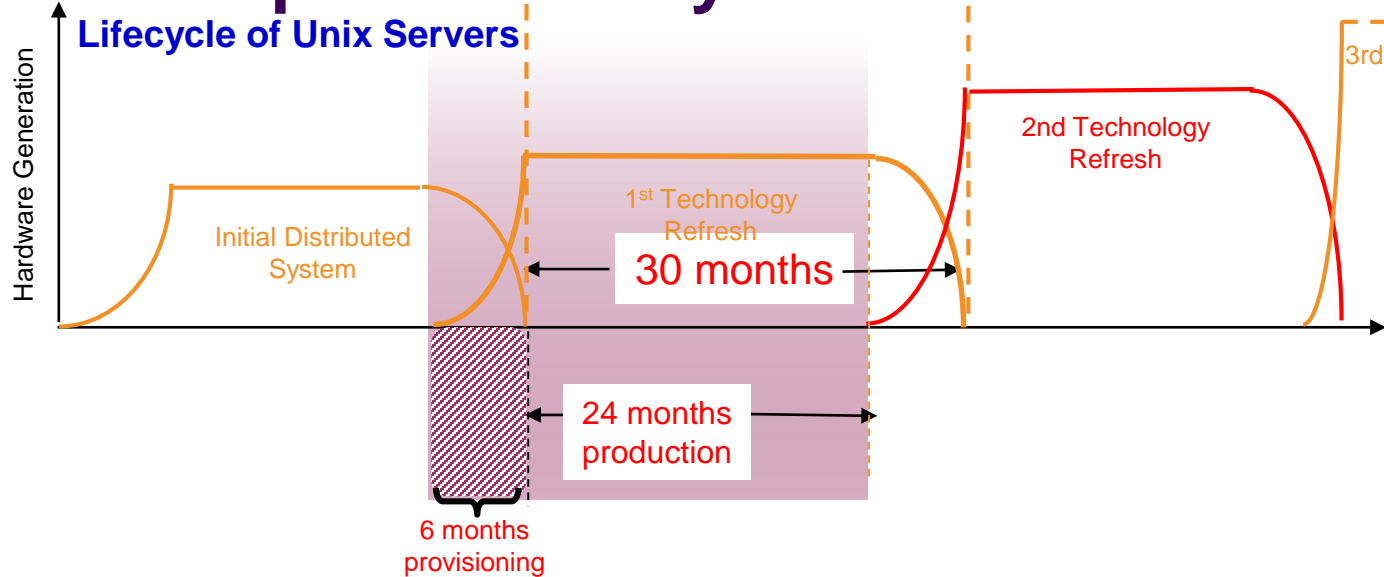 Lifecycle of Unix Servers
Hardware Generation
3rd
2nd Technology
Refresh
1st Technology
Refresh
Initial Distributed
System
30 months
24 months
production
6 months
provisioning